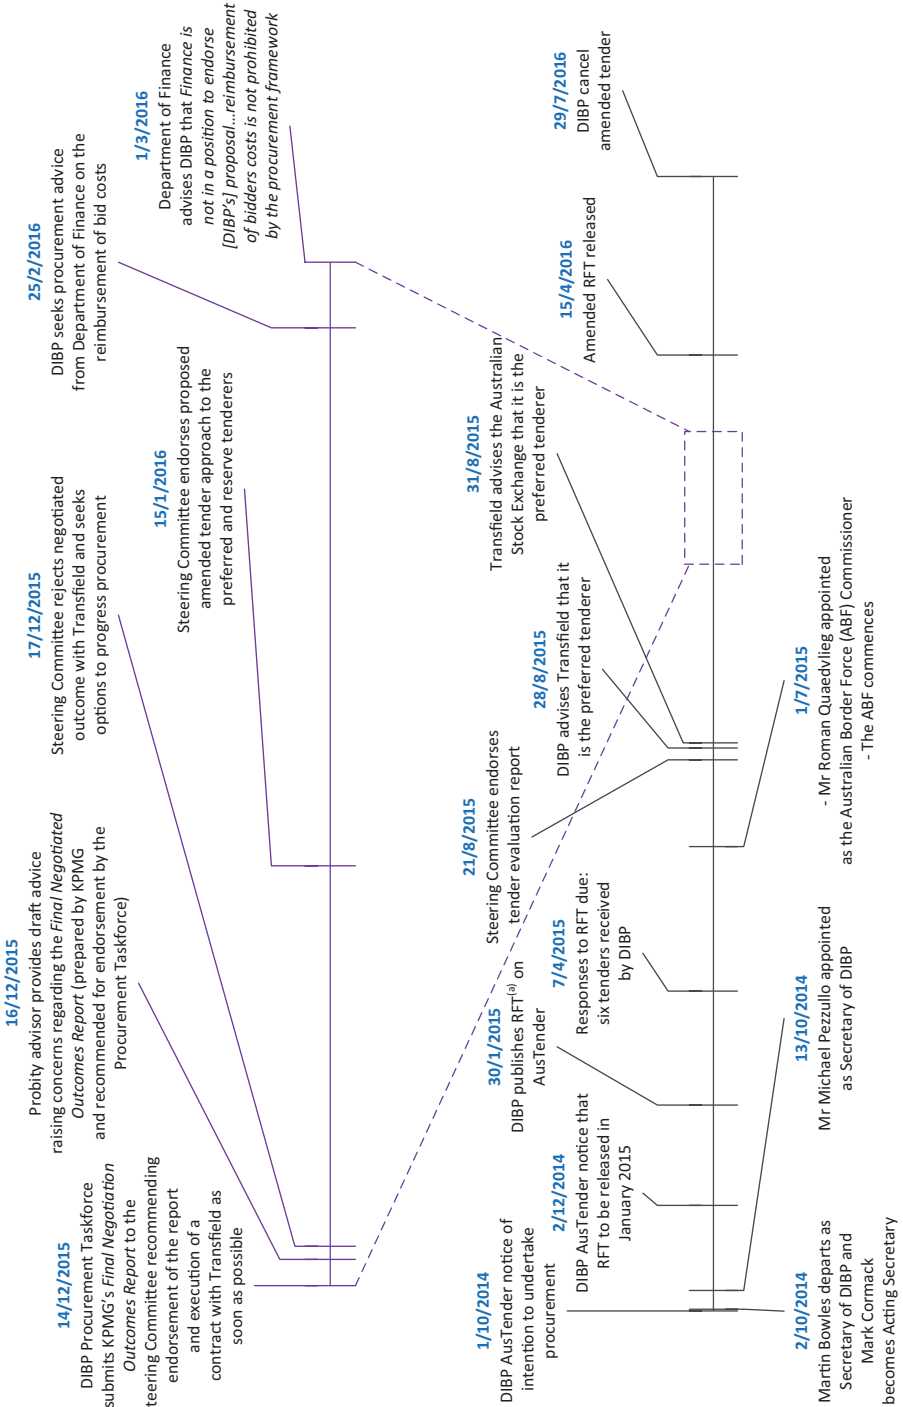 14/12/2015
DIBP Procurement Taskforce
submits KPMG's Final Negotiation
Outcomes Report to the
teering Committee recommending
endorsement of the report
and execution of a
contract with Transfield as
soon as possible
16/12/2015
Probity advisor provides draft advice
raising concerns regarding the Final Negotiated
Outcomes Report (prepared by KPMG
and recommended for endorsement by the
Procurement Taskforce)
17/12/2015
Steering Committee rejects negotiated
outcome with Transfield and seeks
options to progress procurement
15/1/2016
Steering Committee endorses proposed
amended tender approach to the
preferred and reserve tenderers
25/2/2016
DIBP seeks procurement advice
from Department of Finance on the
reimbursement of bid costs
1/3/2016
Department of Finance
advises DIBP that Finance is
not in a position to endorse
[DIBP's] proposal...reimbursement
of bidders costs is not prohibited
by the procurement framework
1/10/2014
DIBP AusTender notice of
intention to undertake
procurement
2/12/2014
DIBP AusTender notice that
RFT to be released in
January 2015
30/1/2015
DIBP publishes RFT(a) on
AusTender
7/4/2015
Responses to RFT due:
six tenders received
by DIBP
21/8/2015
Steering Committee endorses
tender evaluation report
28/8/2015
DIBP advises Transfield that it
is the preferred tenderer
31/8/2015
Transfield advises the Australian
Stock Exchange that it is the
preferred tenderer
15/4/2016
Amended RFT released
29/7/2016
DIBP cancel
amended tender
2/10/2014
Martin Bowles departs as
Secretary of DIBP and
Mark Cormack
becomes Acting Secretary
13/10/2014
Mr Michael Pezzullo appointed
as Secretary of DIBP
1/7/2015
- Mr Roman Quaedvlieg appointed
as the Australian Border Force (ABF) Commissioner
- The ABF commences